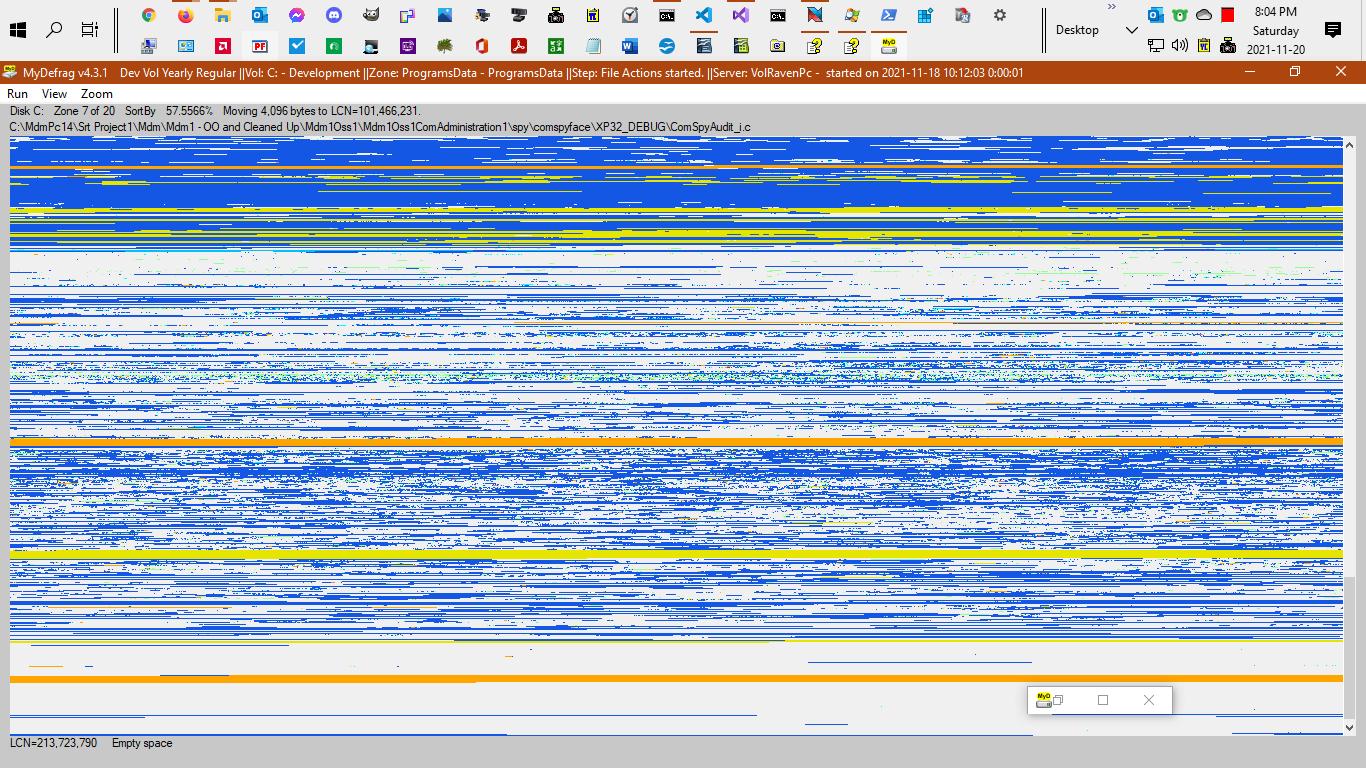 Desktop
8:04 PM
Saturday
2021-11-20
MyDefrag v4.3.1    Dev Vol Yearly Regular ||Vol: C: - Development ||Zone: ProgramsData - ProgramsData ||Step: File Actions started. ||Server: VolRavenPc -  started on 2021-11-18 10:12:03 0:00:01
Run View Zoom
Disk C:   Zone 7 of 20   SortBy   57.5566%   Moving 4,096 bytes to LCN=101,466,231.
C:\MdmPc14\Srt Project1\Mdm\Mdm1 - OO and Cleaned Up\Mdm1Oss1\Mdm1Oss1ComAdministration1\spy\comspyface\XP32_DEBUG\ComSpyAudit_i.c
MyD
LCN=213,723,790    Empty space